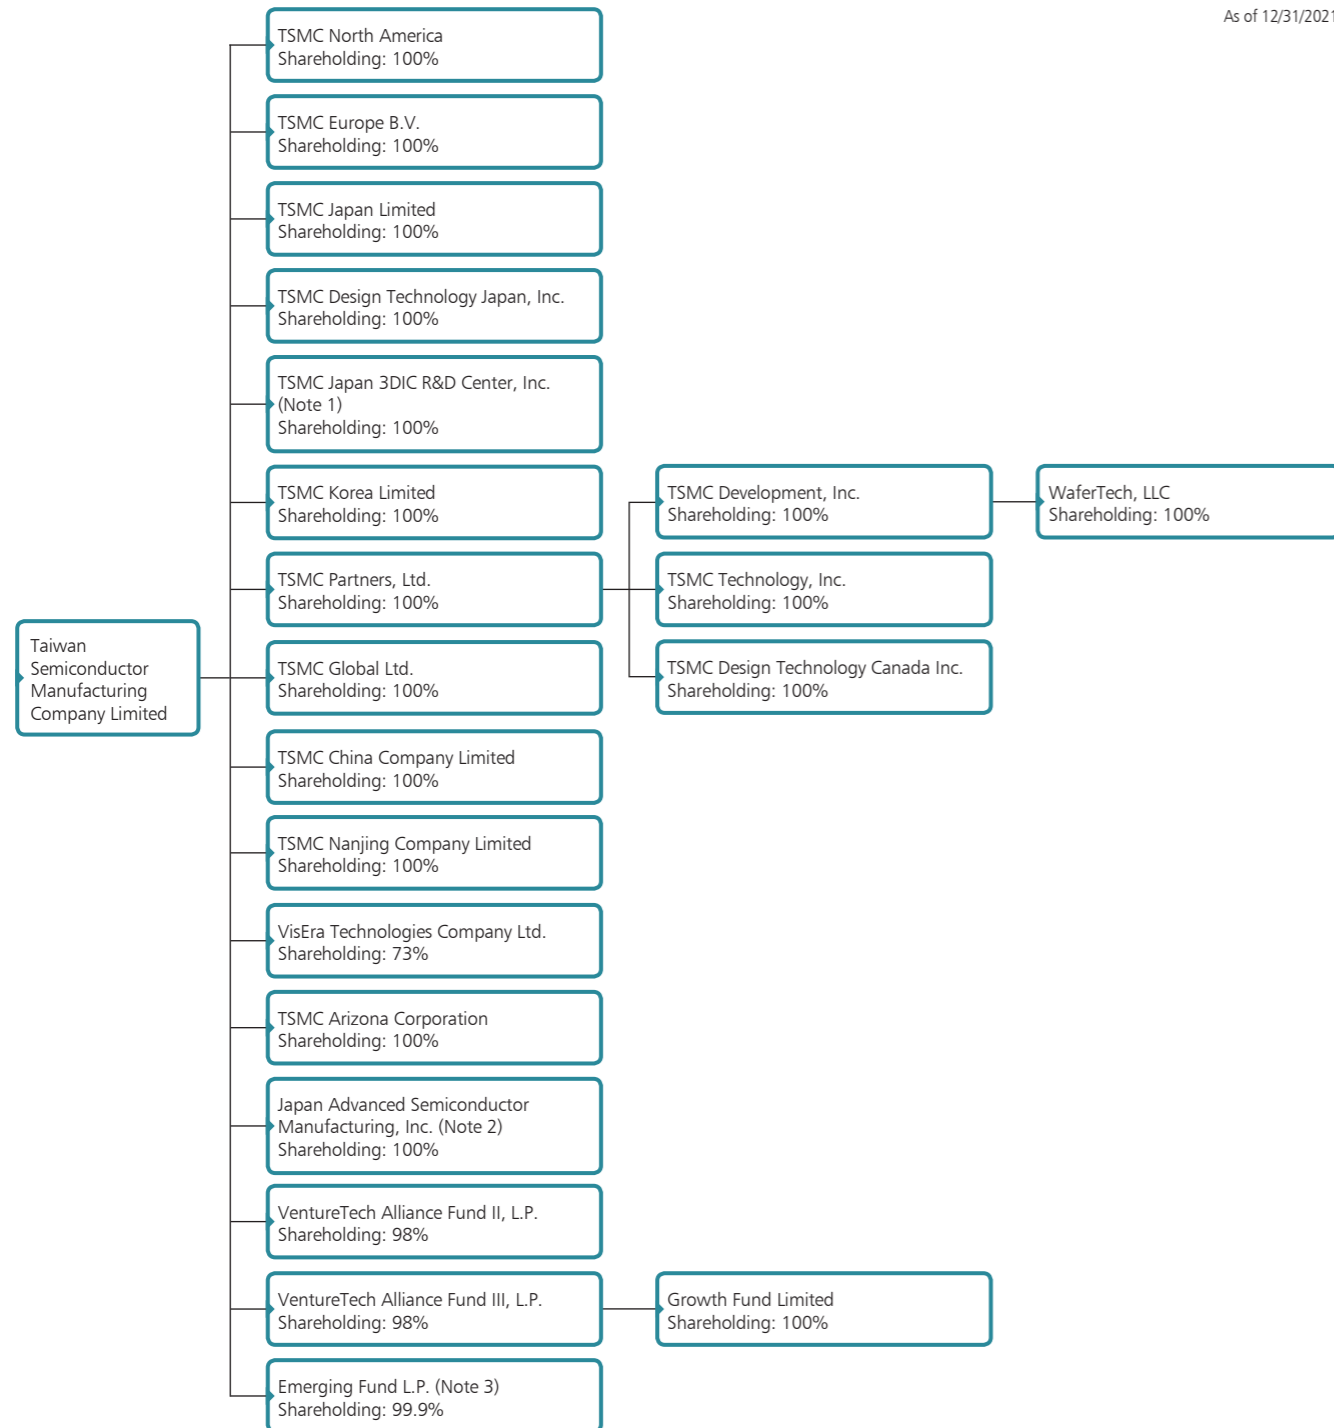 As of 12/31/2021
TSMC North America
Shareholding: 100%
TSMC Europe B.V.
Shareholding: 100%
TSMC Japan Limited
Shareholding: 100%
TSMC Design Technology Japan, Inc.
Shareholding: 100%
TSMC Japan 3DIC R&D Center, Inc.
(Note 1)
Shareholding: 100%
TSMC Korea Limited
Shareholding: 100%
TSMC Development, Inc.
Shareholding: 100%
WaferTech, LLC
Shareholding: 100%
TSMC Partners, Ltd.
Shareholding: 100%
TSMC Technology, Inc.
Shareholding: 100%
Taiwan
Semiconductor
Manufacturing
Company Limited
TSMC Global Ltd.
Shareholding: 100%
TSMC Design Technology Canada Inc.
Shareholding: 100%
TSMC China Company Limited
Shareholding: 100%
TSMC Nanjing Company Limited
Shareholding: 100%
VisEra Technologies Company Ltd.
Shareholding: 73%
TSMC Arizona Corporation
Shareholding: 100%
Japan Advanced Semiconductor
Manufacturing, Inc. (Note 2)
Shareholding: 100%
VentureTech Alliance Fund II, L.P.
Shareholding: 98%
VentureTech Alliance Fund III, L.P.
Shareholding: 98%
Growth Fund Limited
Shareholding: 100%
Emerging Fund L.P. (Note 3)
Shareholding: 99.9%